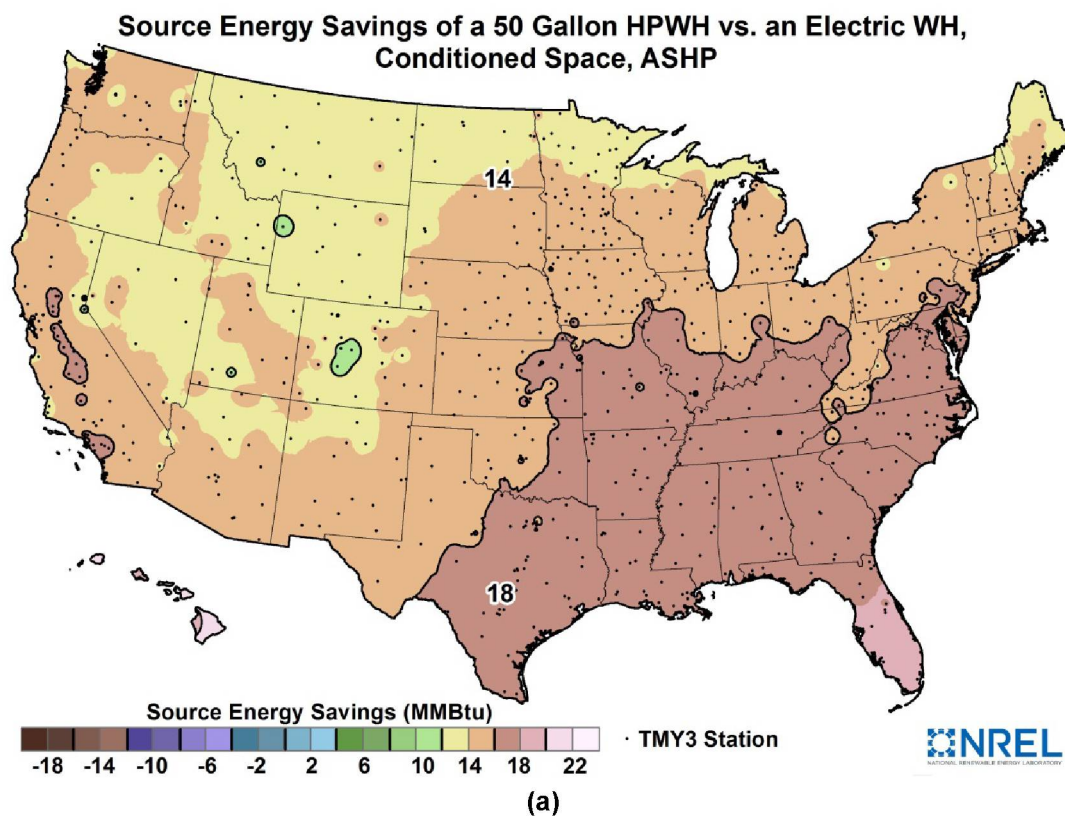 Source Energy Savings of a 50 Gallon HPWH vs. an Electric WH,
Conditioned Space, ASHP
14
18
Source Energy Savings (MMBtu)
-18 -14 -10 -6 -2 2 6 10 14 18 22
· TMY3 Station
NREL
NATIONAL RENEWABLE ENERGY LABORATORY
(a)